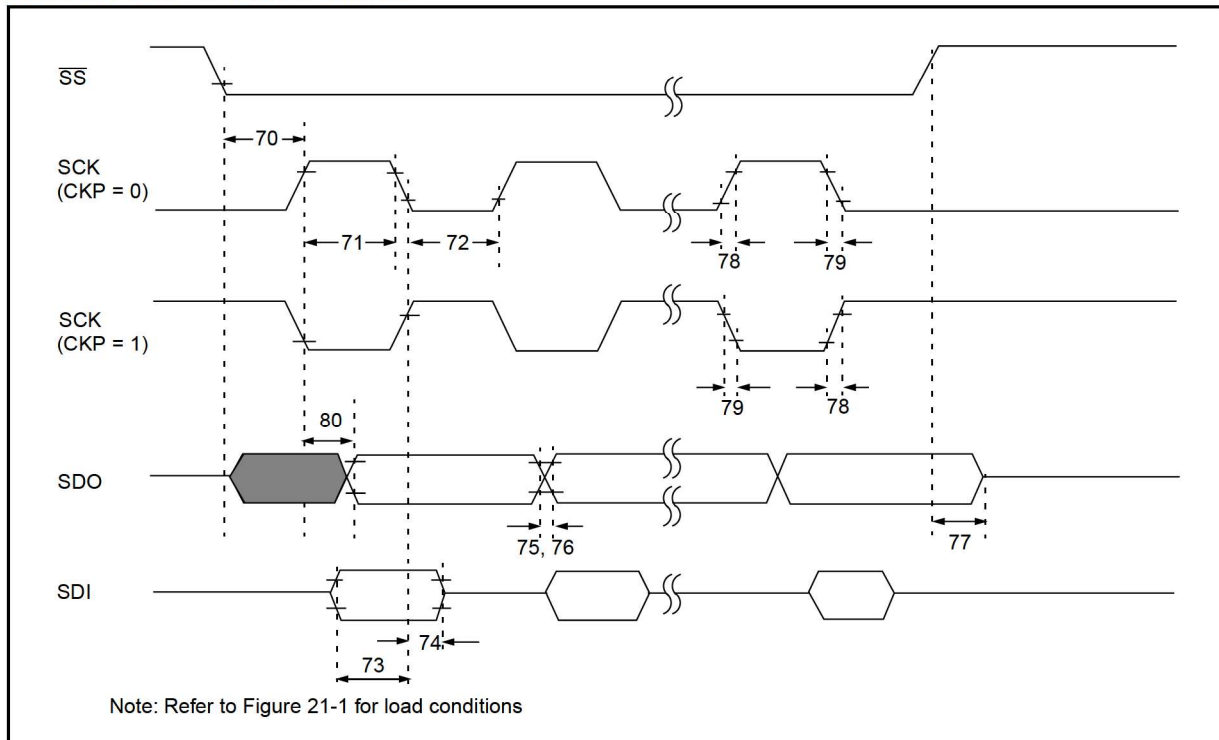 SS
70
SCK
(CKP = 0)
71
72
78
79
SCK
(CKP = 1)
79
78
80
SDO
75, 76
77
SDI
74
73
Note: Refer to Figure 21-1 for load conditions